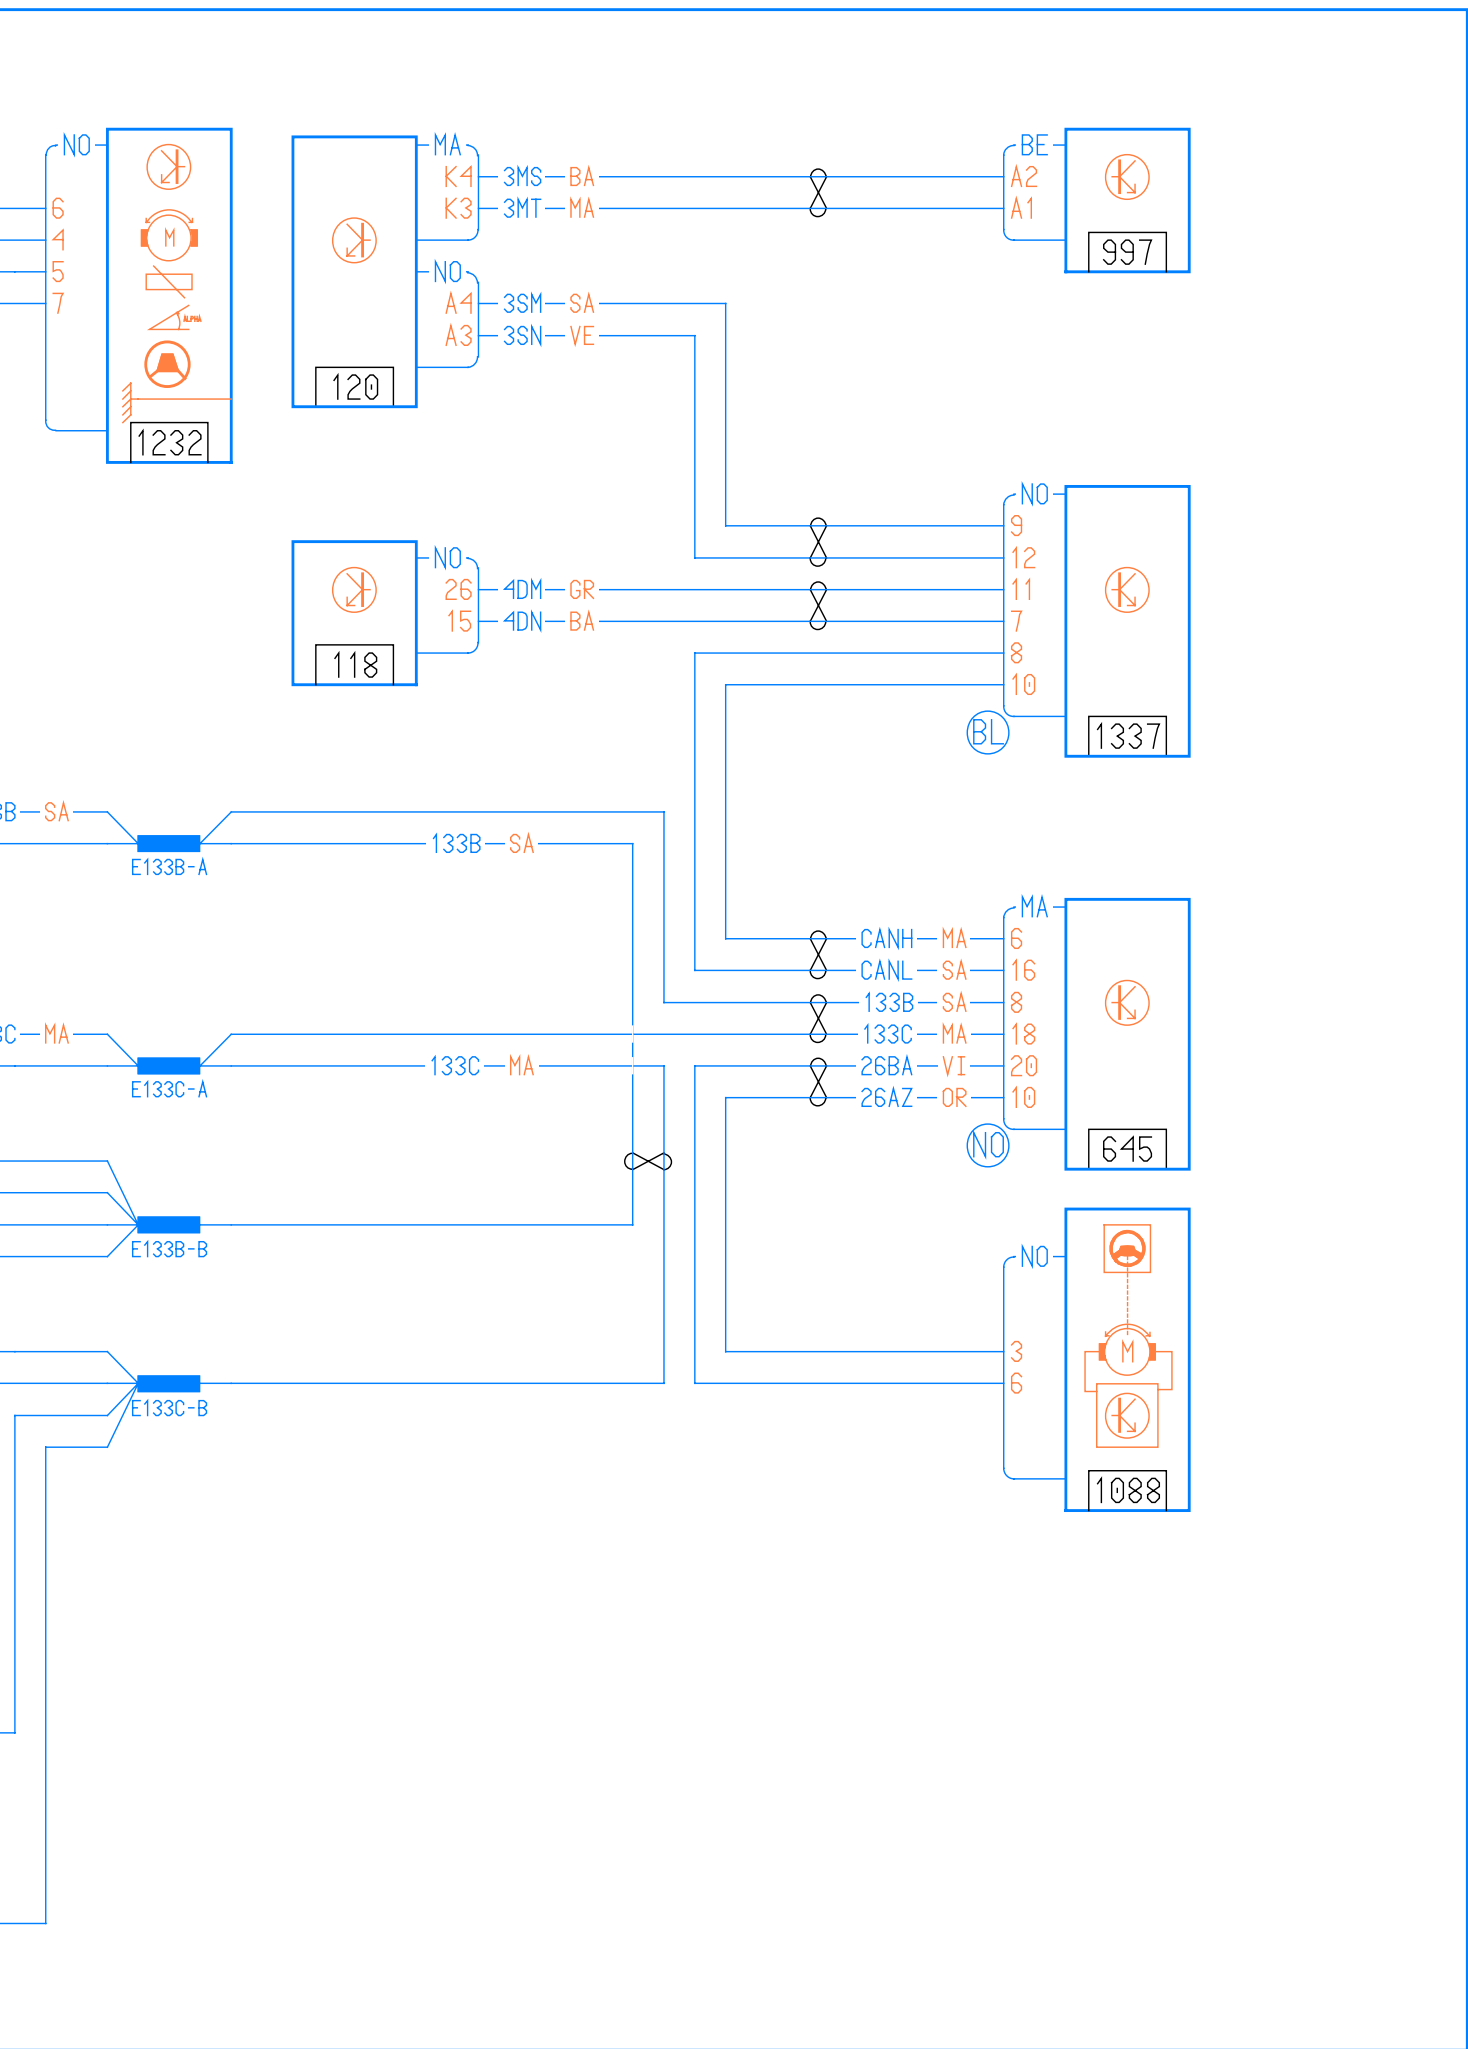 NO
6
4
5
7
M
ALPHA
1232
MA
K4 3MS BA
K3 3MT MA
NO
A4 3SM SA
A3 3SN VE
120
BE
A2
A1
997
NO
26 4DM GR
15 4DN BA
118
NO
9
12
11
7
8
10
BL
1337
B SA
E133B-A
133B SA
C MA
E133C-A
133C MA
E133B-B
E133C-B
MA
CANH MA 6
CANL SA 16
133B SA 8
133C MA 18
26BA VI 20
26AZ OR 10
NO
645
NO
3
6
M
1088